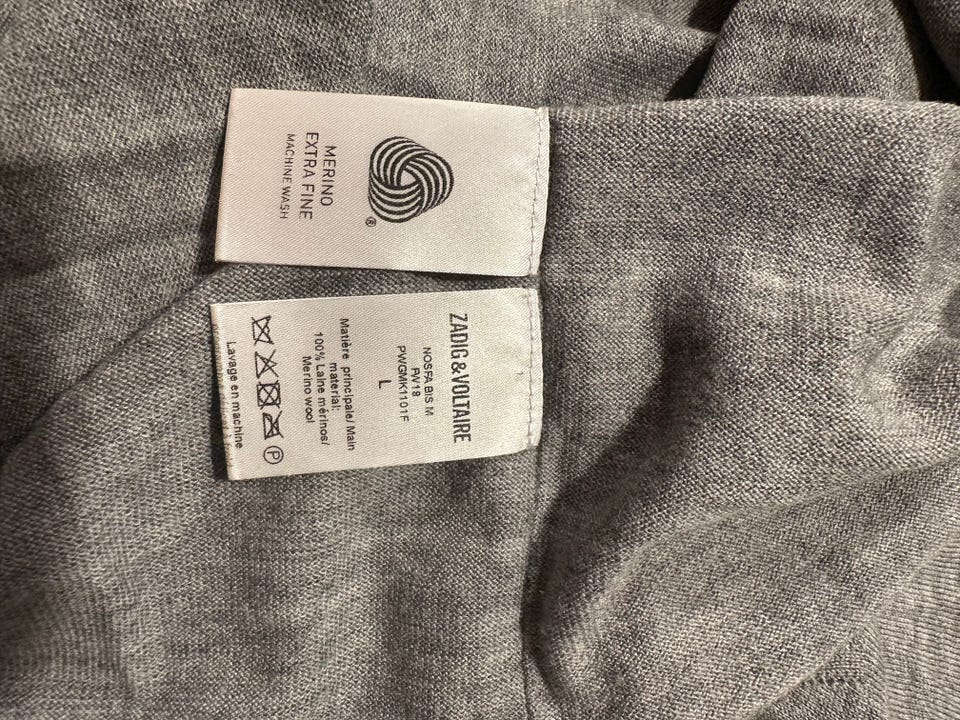 MERINO
EXTRA FINE
MACHINE WASH
®
ZADIG&VOLTAIRE
NOSFA BIS M
FW18
PWGMK1101F
L
Matière principale/ Main
material:
100% Laine mérinos/
Merino wool
P
Lavage en machine